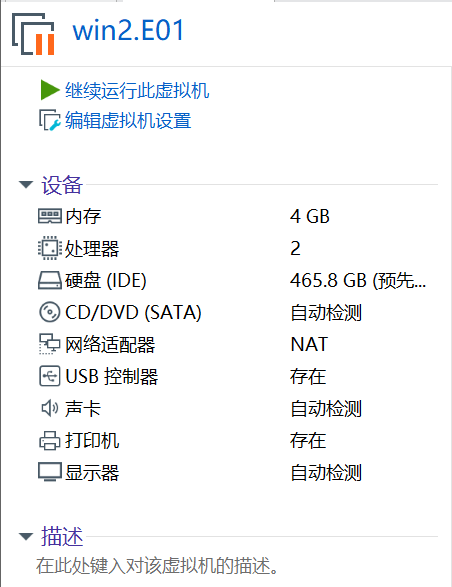 win2.E01
继续运行此虚拟机
编辑虚拟机设置
设备
内存 4 GB
处理器 2
硬盘 (IDE) 465.8 GB (预先...
CD/DVD (SATA) 自动检测
网络适配器 NAT
USB 控制器 存在
声卡 自动检测
打印机 存在
显示器 自动检测
描述
在此处键入对该虚拟机的描述。